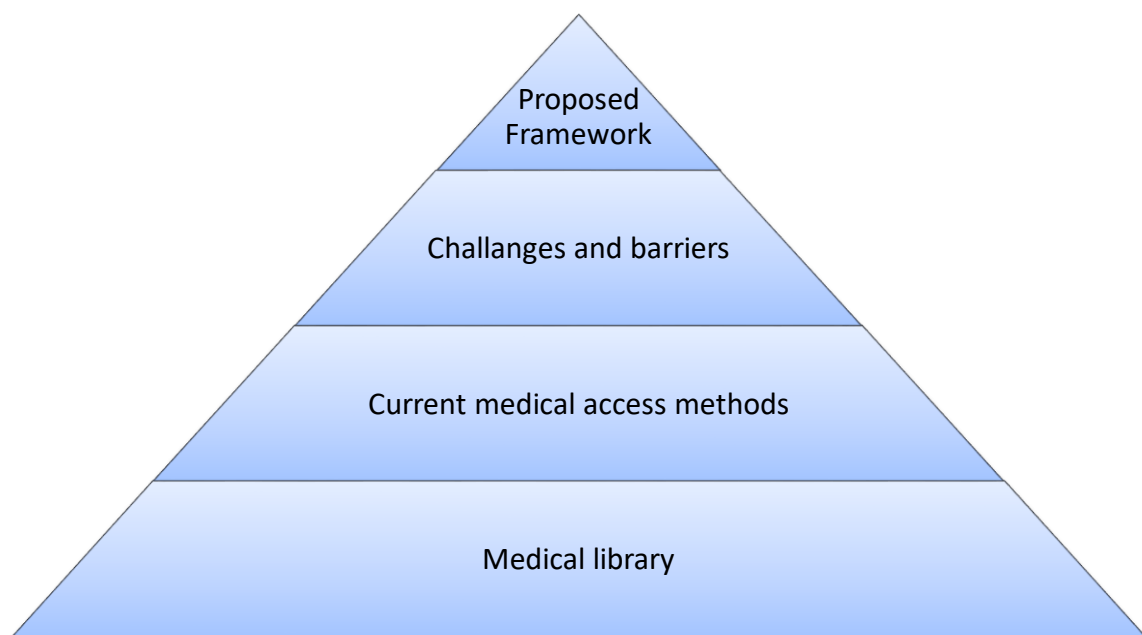 Proposed
Framework
Challanges and barriers
Current medical access methods
Medical library